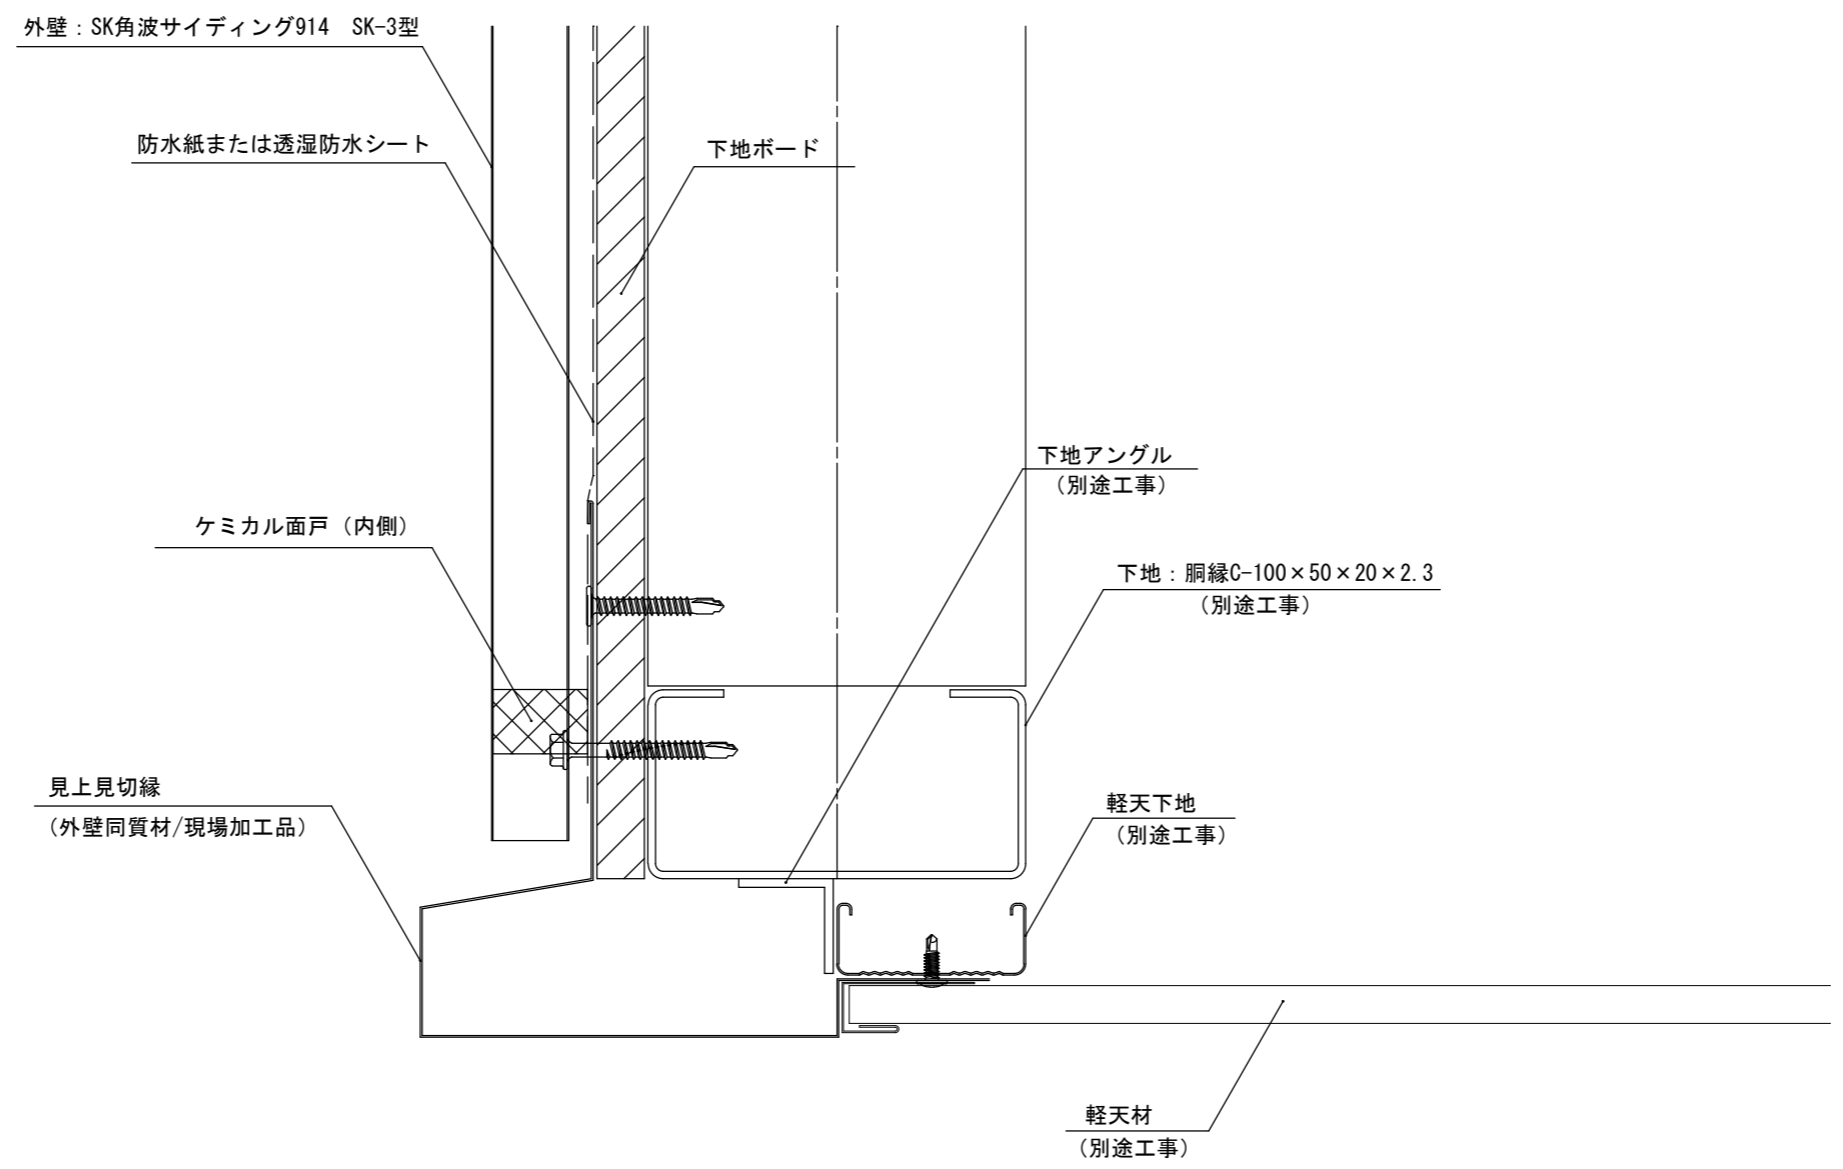 外壁：SK角波サイディング914　SK-3型
防水紙または透湿防水シート
下地ボード
下地アングル
（別途工事）
ケミカル面戸（内側）
下地：胴縁C-100×50×20×2.3
（別途工事）
見上見切縁
（外壁同質材/現場加工品）
軽天下地
（別途工事）
軽天材
（別途工事）